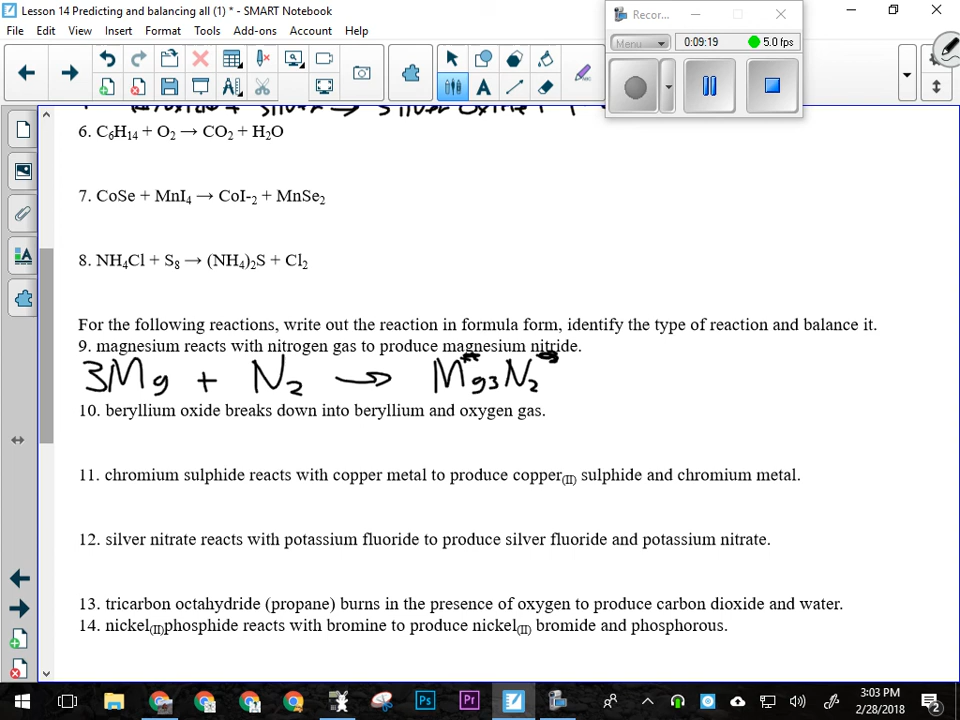 Lesson 14 Predicting and balancing all (1) * - SMART Notebook
Recor...
File Edit View Insert Format Tools Add-ons Account Help
Menu 0:09:19 5.0 fps
6. C₆H₁₄ + O₂ → CO₂ + H₂O
7. CoSe + MnI₄ → CoI-₂ + MnSe₂
8. NH₄Cl + S₈ → (NH₄)₂S + Cl₂
For the following reactions, write out the reaction in formula form, identify the type of reaction and balance it.
9. magnesium reacts with nitrogen gas to produce magnesium nitride.
3Mg + N₂ → Mg₃N₂
10. beryllium oxide breaks down into beryllium and oxygen gas.
11. chromium sulphide reacts with copper metal to produce copper(II) sulphide and chromium metal.
12. silver nitrate reacts with potassium fluoride to produce silver fluoride and potassium nitrate.
13. tricarbon octahydride (propane) burns in the presence of oxygen to produce carbon dioxide and water.
14. nickel(II)phosphide reacts with bromine to produce nickel(II) bromide and phosphorous.
Ps Pr
3:03 PM
2/28/2018
2